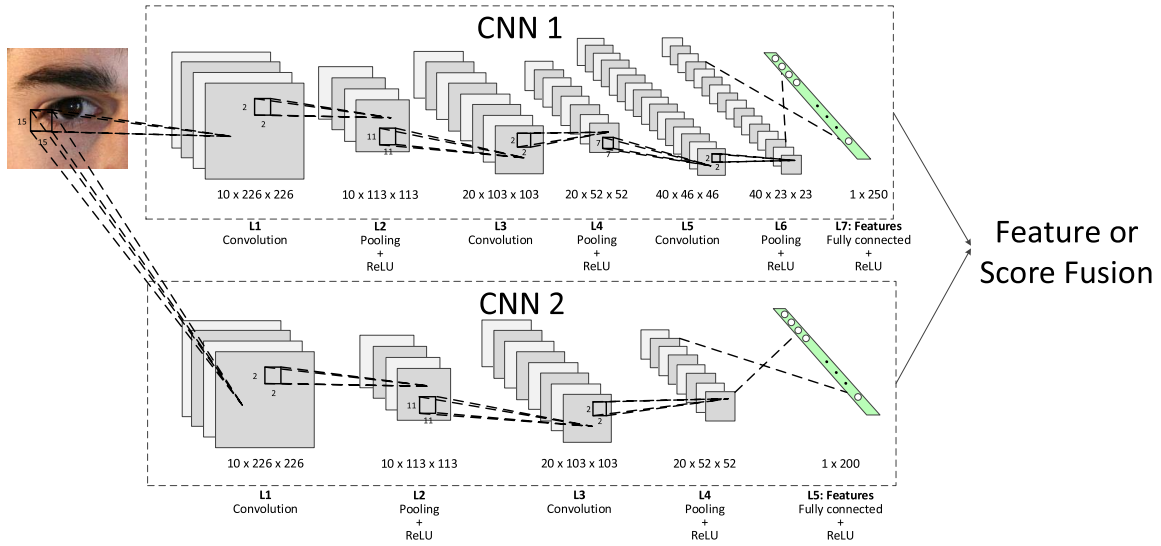 CNN 1
15
15
2
2
11
11
2
2
7
7
2
2
10 x 226 x 226
10 x 113 x 113
20 x 103 x 103
20 x 52 x 52
40 x 46 x 46
40 x 23 x 23
1 x 250
L1
Convolution
L2
Pooling
+
ReLU
L3
Convolution
L4
Pooling
+
ReLU
L5
Convolution
L6
Pooling
+
ReLU
L7: Features
Fully connected
+
ReLU
Feature or
Score Fusion
CNN 2
2
2
11
11
2
2
10 x 226 x 226
10 x 113 x 113
20 x 103 x 103
20 x 52 x 52
1 x 200
L1
Convolution
L2
Pooling
+
ReLU
L3
Convolution
L4
Pooling
+
ReLU
L5: Features
Fully connected
+
ReLU